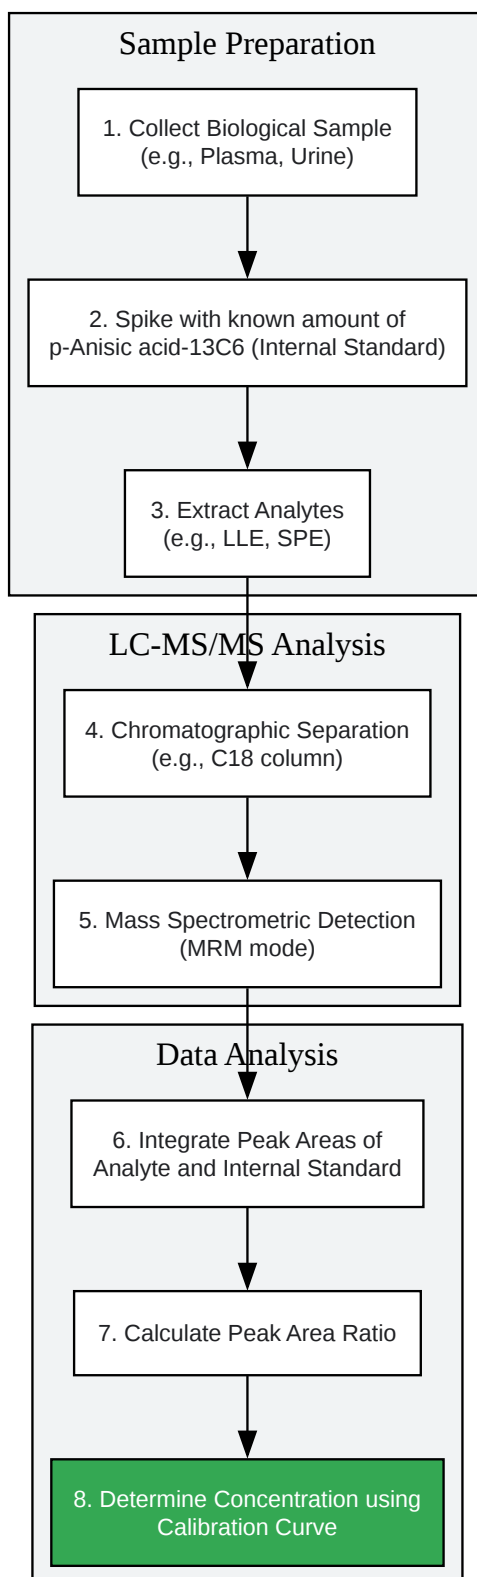 Sample Preparation
1. Collect Biological Sample
(e.g., Plasma, Urine)
2. Spike with known amount of
p-Anisic acid-13C6 (Internal Standard)
3. Extract Analytes
(e.g., LLE, SPE)
LC-MS/MS Analysis
4. Chromatographic Separation
(e.g., C18 column)
5. Mass Spectrometric Detection
(MRM mode)
Data Analysis
6. Integrate Peak Areas of
Analyte and Internal Standard
7. Calculate Peak Area Ratio
8. Determine Concentration using
Calibration Curve